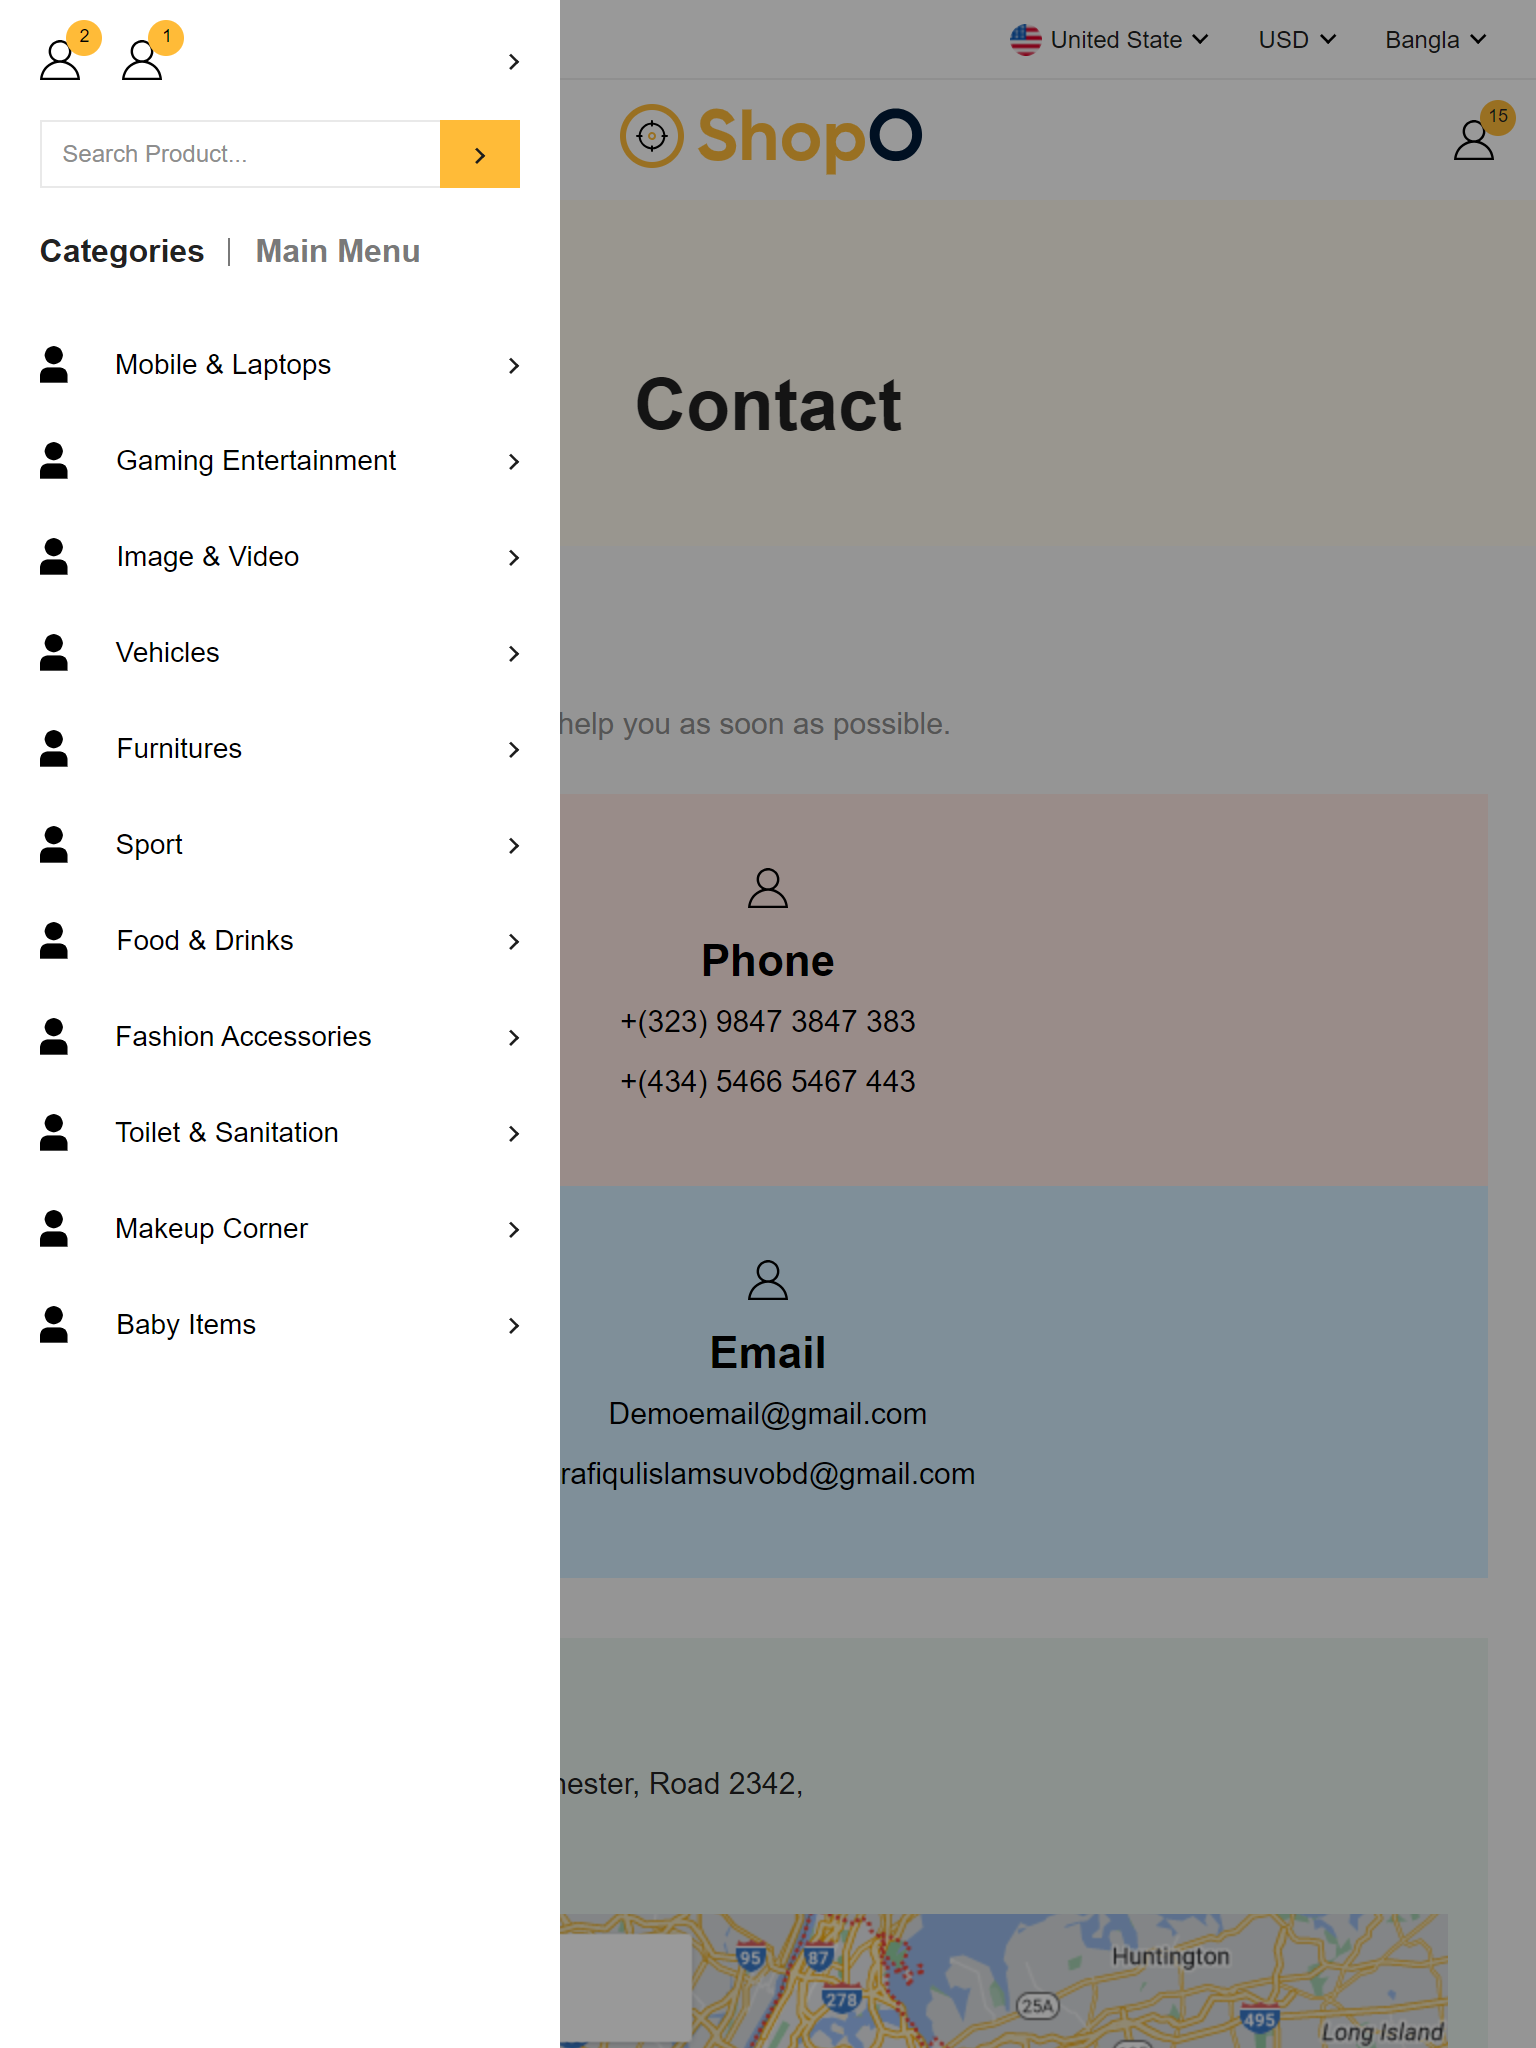 2
1
Search Product...
Categories | Main Menu
Mobile & Laptops
Gaming Entertainment
Image & Video
Vehicles
Furnitures
Sport
Food & Drinks
Fashion Accessories
Toilet & Sanitation
Makeup Corner
Baby Items
United State
USD
Bangla
ShopO
15
Contact
help you as soon as possible.
Phone
+(323) 9847 3847 383
+(434) 5466 5467 443
Email
Demoemail@gmail.com
rafiqulislamsuvobd@gmail.com
Road 2342,
95
87
Huntington
278
25A
495
Long Island